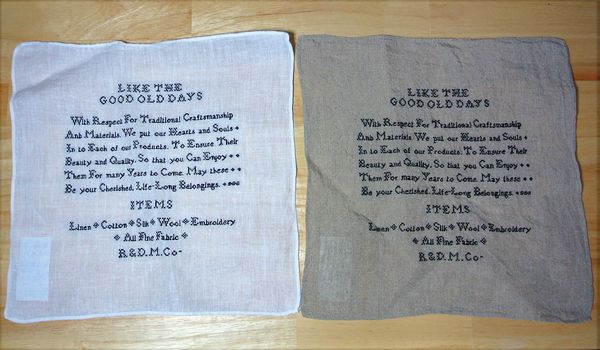 LIKE THE
GOOD OLD DAYS
With Respect For Traditional Craftsmanship
And Materials. We put our Hearts and Souls +
In to Each of our Products. To Ensure Their
Beauty and Quality. So that you Can Enjoy + +
Them For many Years to Come. May these + +
Be your Cherished. Life-Long Belongings. +
ITEMS
Linen ❖ Cotton ❖ Silk ❖ Wool ❖ Embroidery
❖ All Fine Fabric ❖
R&D.M.Co-
LIKE THE
GOOD OLD DAYS
With Respect For Traditional Craftsmanship
And Materials. We put our Hearts and Souls +
In to Each of our Products. To Ensure Their
Beauty and Quality. So that you Can Enjoy + +
Them For many Years to Come. May these + +
Be your Cherished. Life-Long Belongings. +
ITEMS
Linen ❖ Cotton ❖ Silk ❖ Wool ❖ Embroidery
❖ All Fine Fabric ❖
R&D.M.Co-